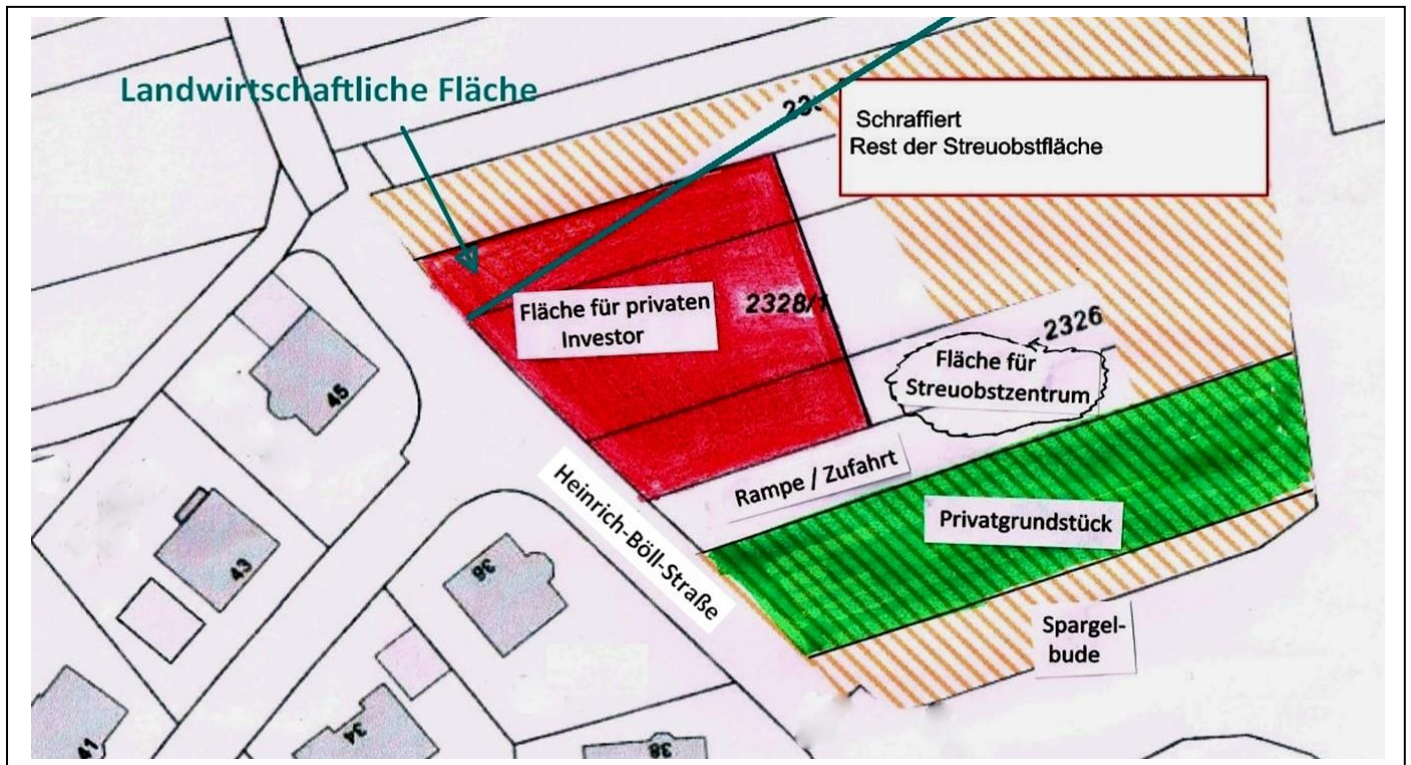 Landwirtschaftliche Fläche
Schraffiert
Rest der Streuobstfläche
Fläche für privaten
Investor
2328/1
2326
Fläche für
Streuobstzentrum
Rampe / Zufahrt
Heinrich-Böll-Straße
Privatgrundstück
Spargel-
bude
45
43
41
36
34
38